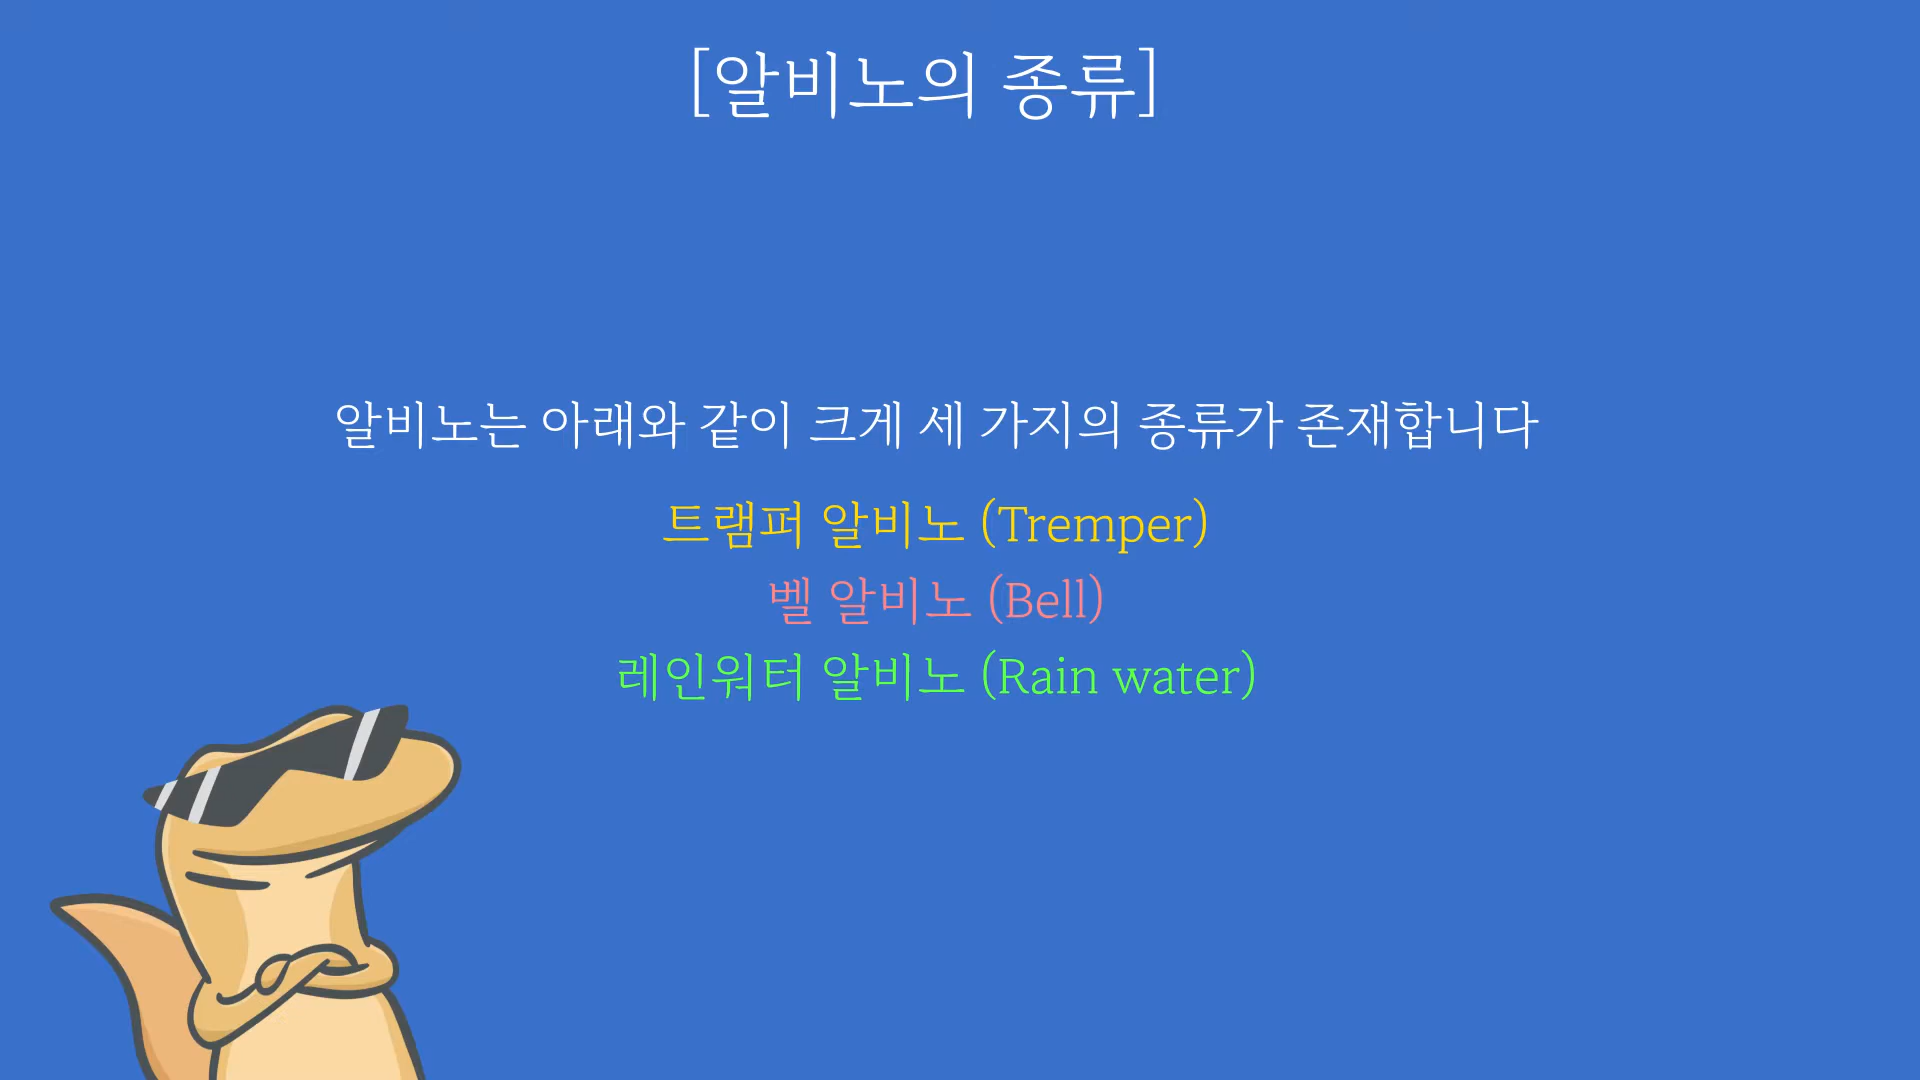 [알비노의 종류]
알비노는 아래와 같이 크게 세 가지의 종류가 존재합니다
트램퍼 알비노 (Tremper)
벨 알비노 (Bell)
레인워터 알비노 (Rain water)